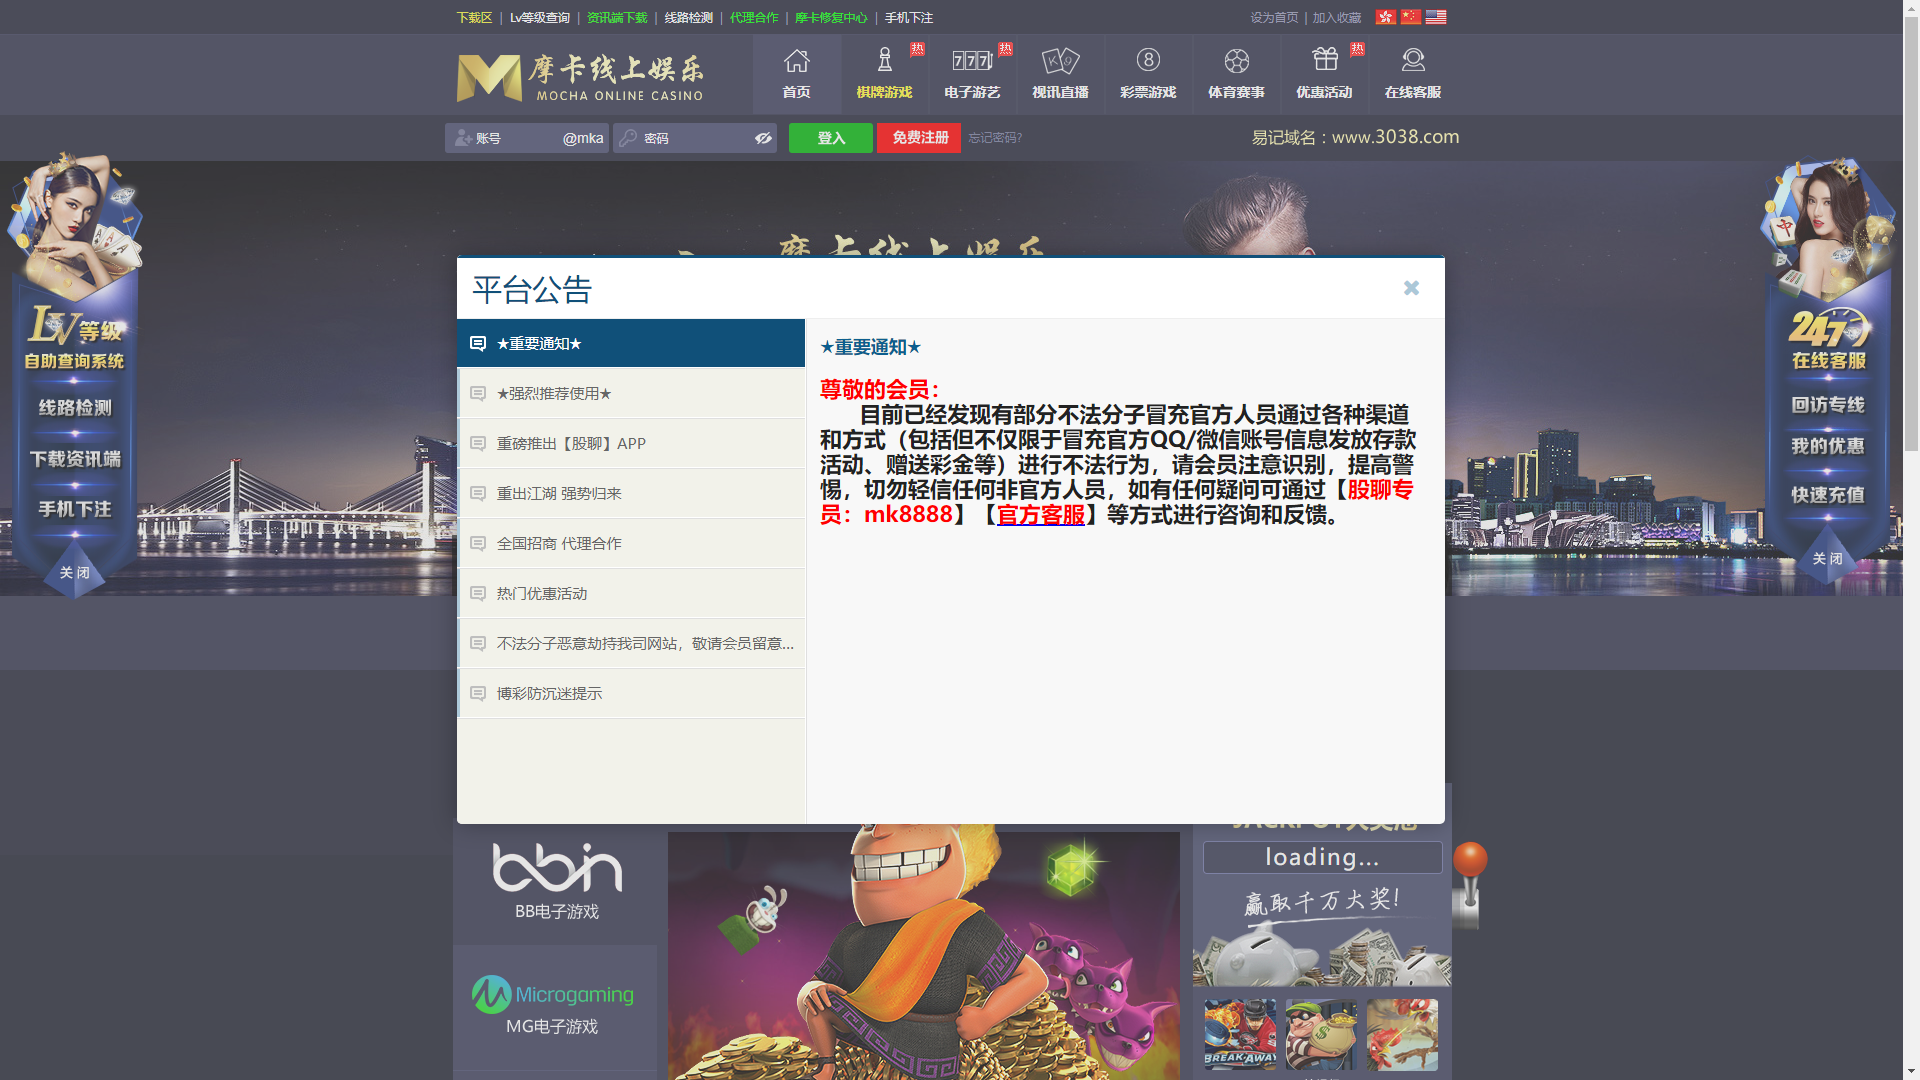 下载区 | Lv等级查询 | 资讯端下载 | 线路检测 | 代理合作 | 摩卡修复中心 | 手机下注
设为首页 | 加入收藏
摩卡线上娱乐
MOCHA ONLINE CASINO
首页
棋牌游戏
热
电子游艺
热
视讯直播
彩票游戏
体育赛事
优惠活动
热
在线客服
账号 @mka
密码
登入
免费注册
忘记密码?
易记域名：www.3038.com
摩卡线上娱乐
LV等级
自助查询系统
线路检测
下载资讯端
手机下注
关闭
24/7
在线客服
回访专线
我的优惠
快速充值
关闭
平台公告
★重要通知★
★强烈推荐使用★
重磅推出【股聊】APP
重出江湖 强势归来
全国招商 代理合作
热门优惠活动
不法分子恶意劫持我司网站，敬请会员留意...
博彩防沉迷提示
★重要通知★
尊敬的会员：
目前已经发现有部分不法分子冒充官方人员通过各种渠道
和方式（包括但不仅限于冒充官方QQ/微信账号信息发放存款
活动、赠送彩金等）进行不法行为，请会员注意识别，提高警
惕，切勿轻信任何非官方人员，如有任何疑问可通过【股聊专
员：mk8888】【官方客服】等方式进行咨询和反馈。
bbin
BB电子游戏
Microgaming
MG电子游戏
loading...
赢取千万大奖!
BREAK AWAY